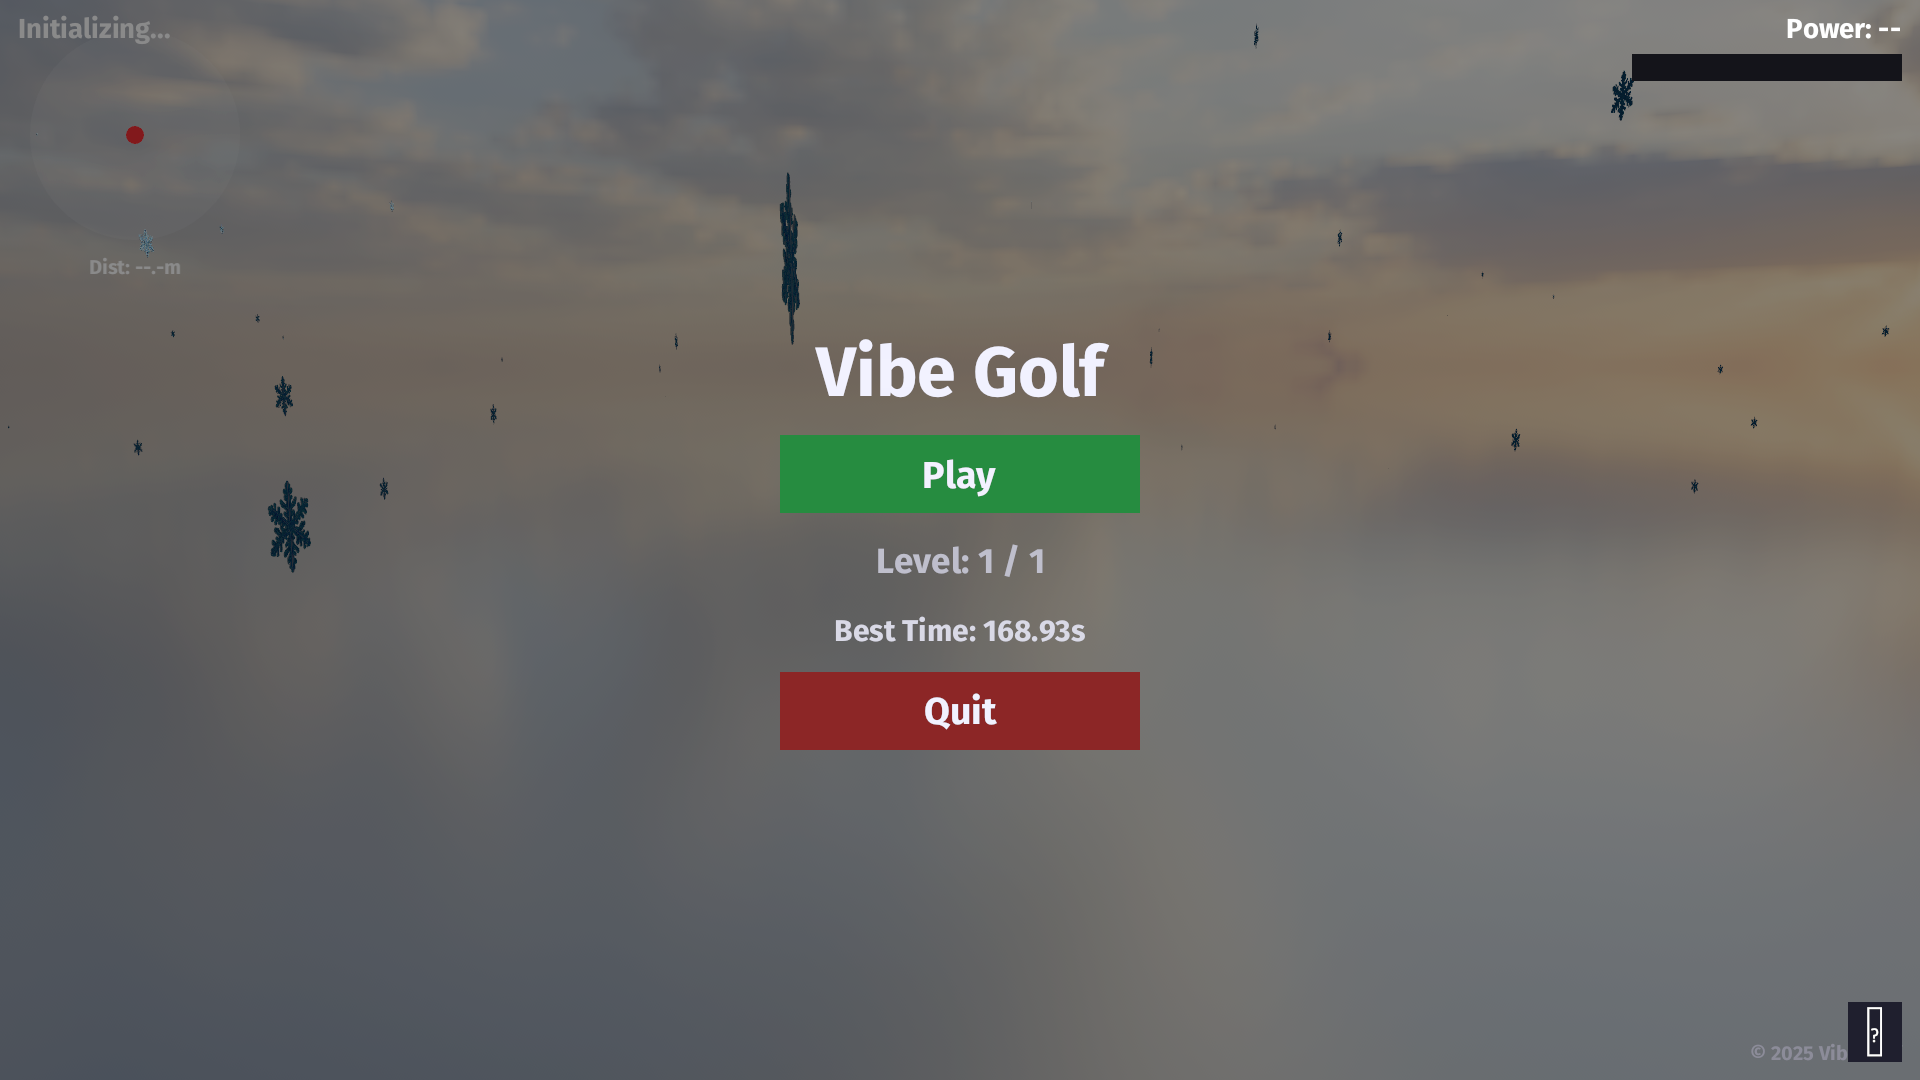 Initializing...
Power: --
Dist: --.-m
Vibe Golf
Play
Level: 1 / 1
Best Time: 168.93s
Quit
?
© 2025 Vib